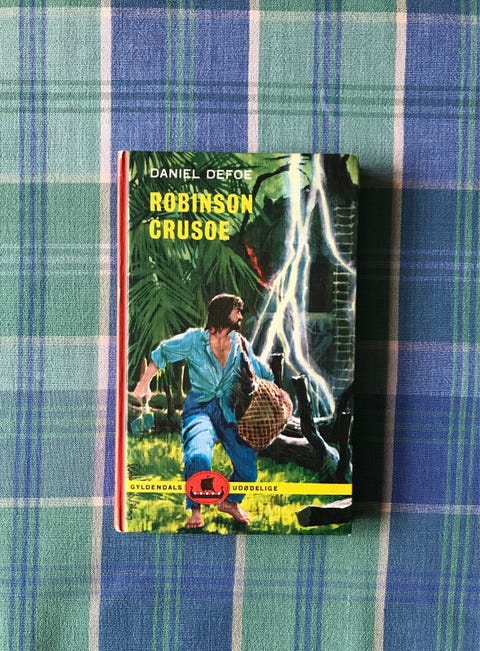 DANIEL DEFOE
ROBINSON
CRUSOE
GYLDENDALS UDØDELIGE